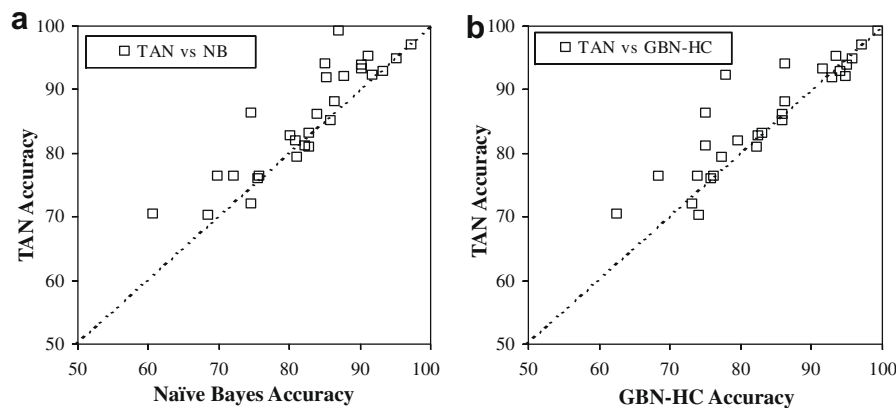 a
TAN vs NB
100
90
80
70
60
50
50 60 70 80 90 100
TAN Accuracy
Naïve Bayes Accuracy
b
TAN vs GBN-HC
100
90
80
70
60
50
50 60 70 80 90 100
TAN Accuracy
GBN-HC Accuracy